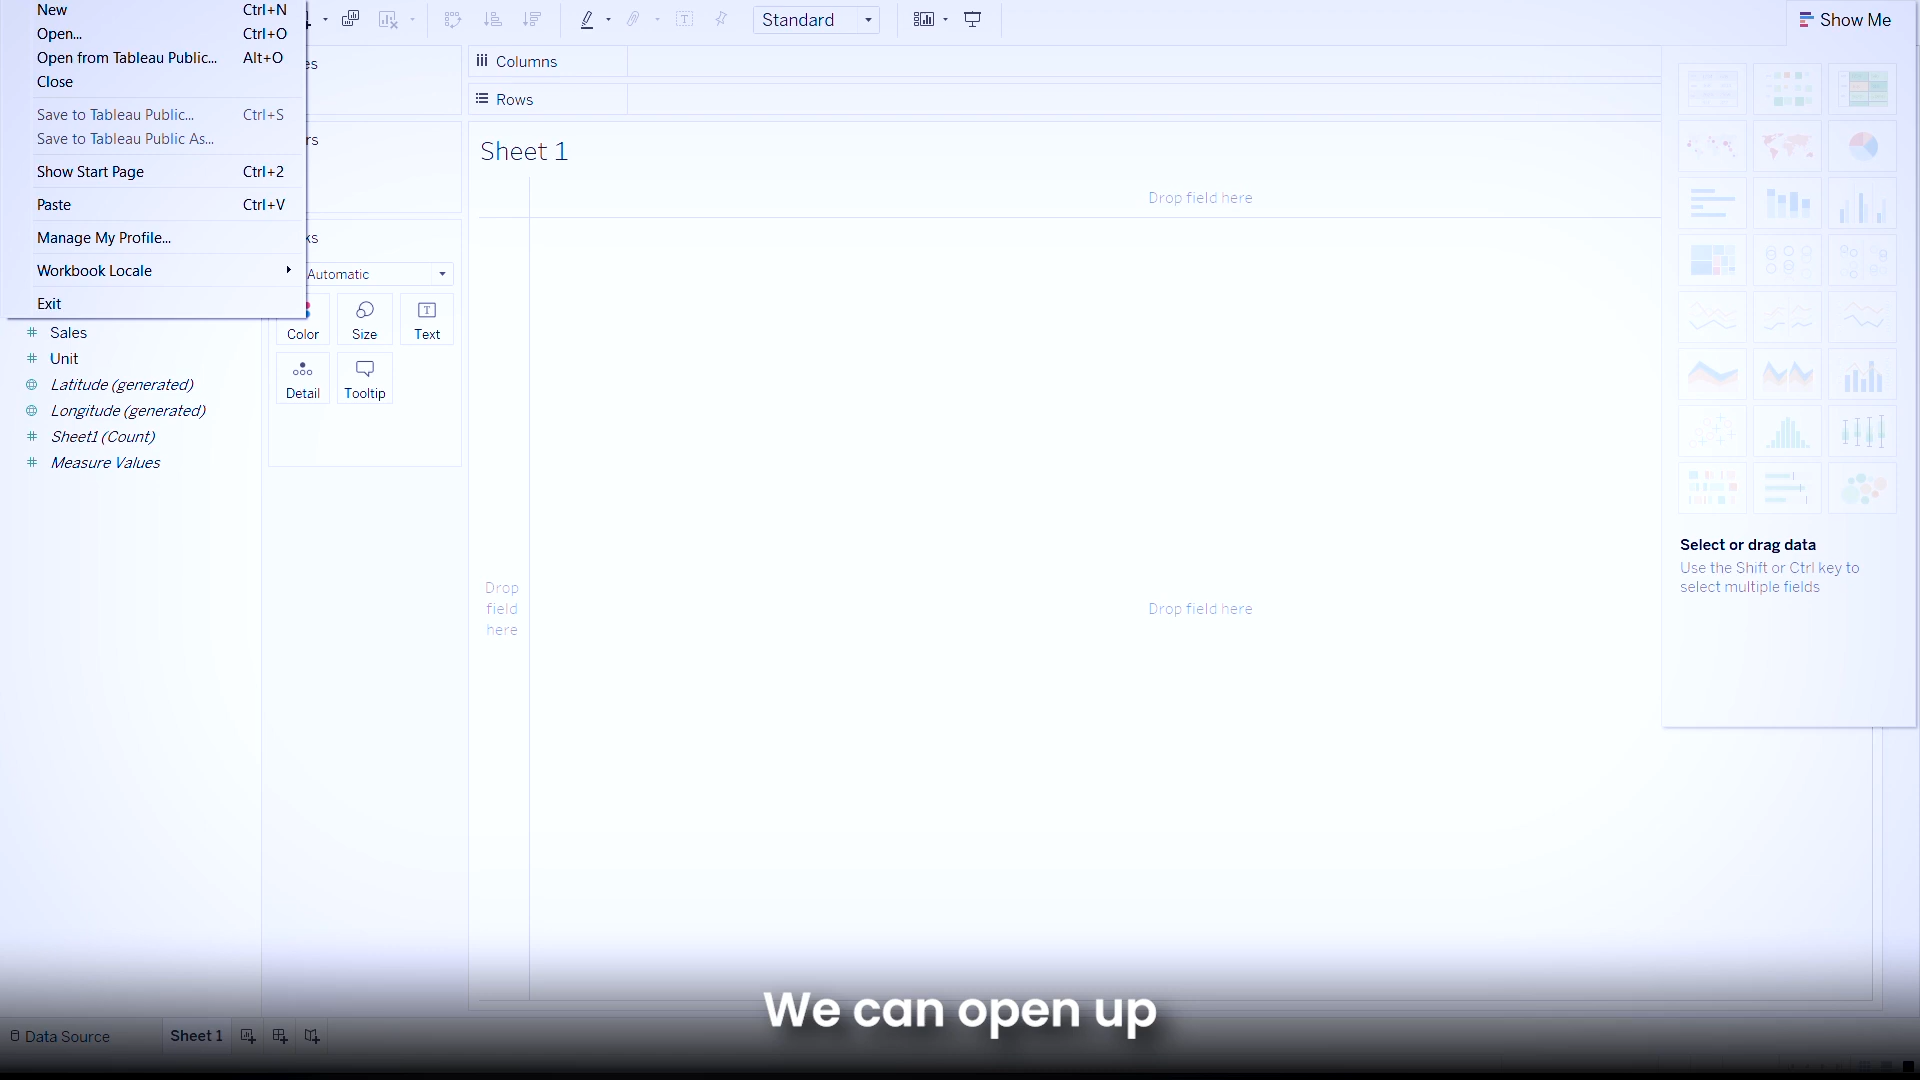 New Ctrl+N
Open... Ctrl+O
Open from Tableau Public... Alt+O
Close
Save to Tableau Public... Ctrl+S
Save to Tableau Public As...
Show Start Page Ctrl+2
Paste Ctrl+V
Manage My Profile...
Workbook Locale
Exit
Sales
Unit
Latitude (generated)
Longitude (generated)
Sheet1 (Count)
Measure Values
es
rs
ks
Automatic
Color Size Text
Detail Tooltip
Standard
Columns
Rows
Sheet 1
Drop field here
Drop
field
here
Drop field here
Show Me
Select or drag data
Use the Shift or Ctrl key to
select multiple fields
We can open up
Data Source Sheet 1